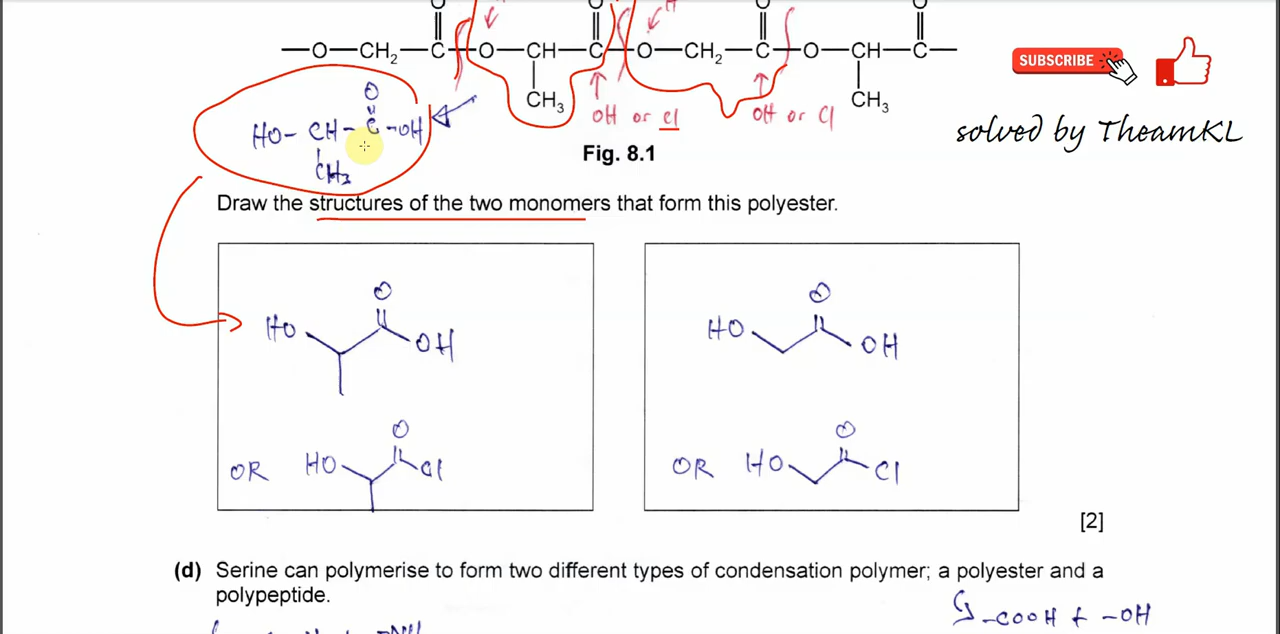 O O O O
—O—CH2—C—O—CH—C—O—CH2—C—O—CH—C—
CH3 CH3
OH or Cl OH or Cl
O
HO-CH-C-OH
CH3
SUBSCRIBE
solved by TheamKL
Fig. 8.1
Draw the structures of the two monomers that form this polyester.
O
HO OH
O
OR HO Cl
O
HO OH
O
OR HO Cl
[2]
(d) Serine can polymerise to form two different types of condensation polymer; a polyester and a
polypeptide.
-COOH + -OH